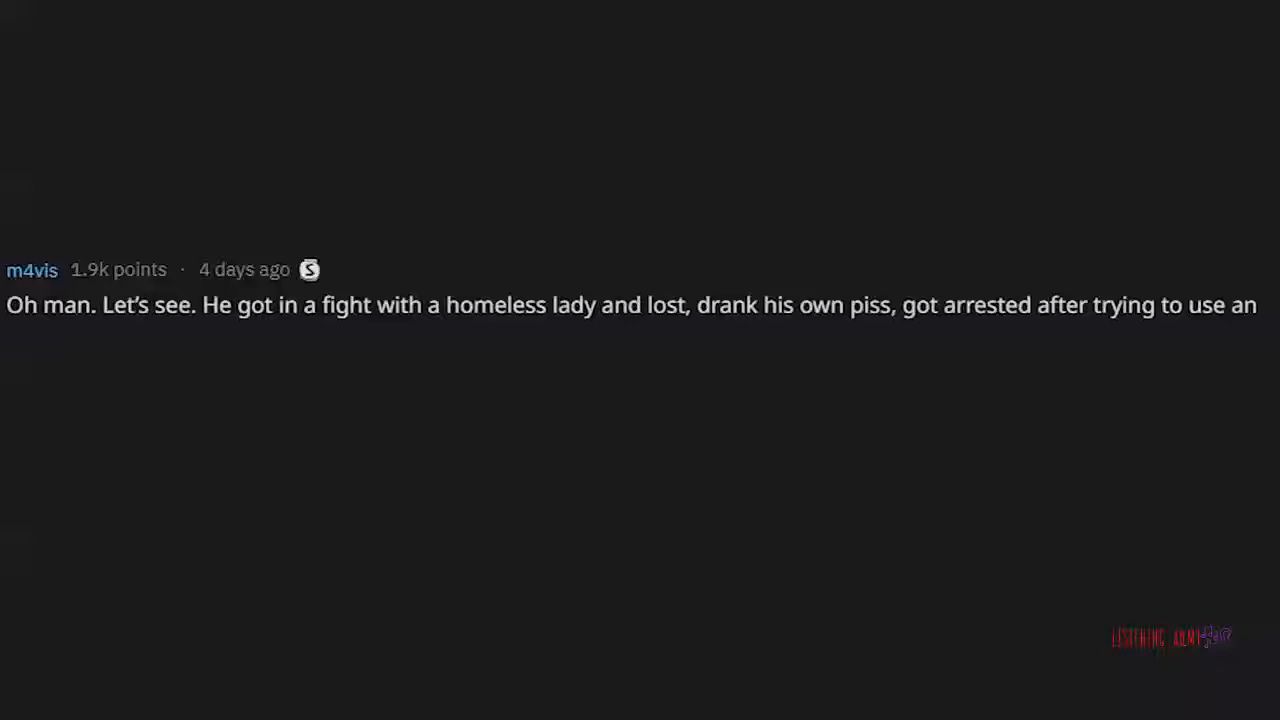 m4vis 1.9k points · 4 days ago S
Oh man. Let's see. He got in a fight with a homeless lady and lost, drank his own piss, got arrested after trying to use an
LISTENING